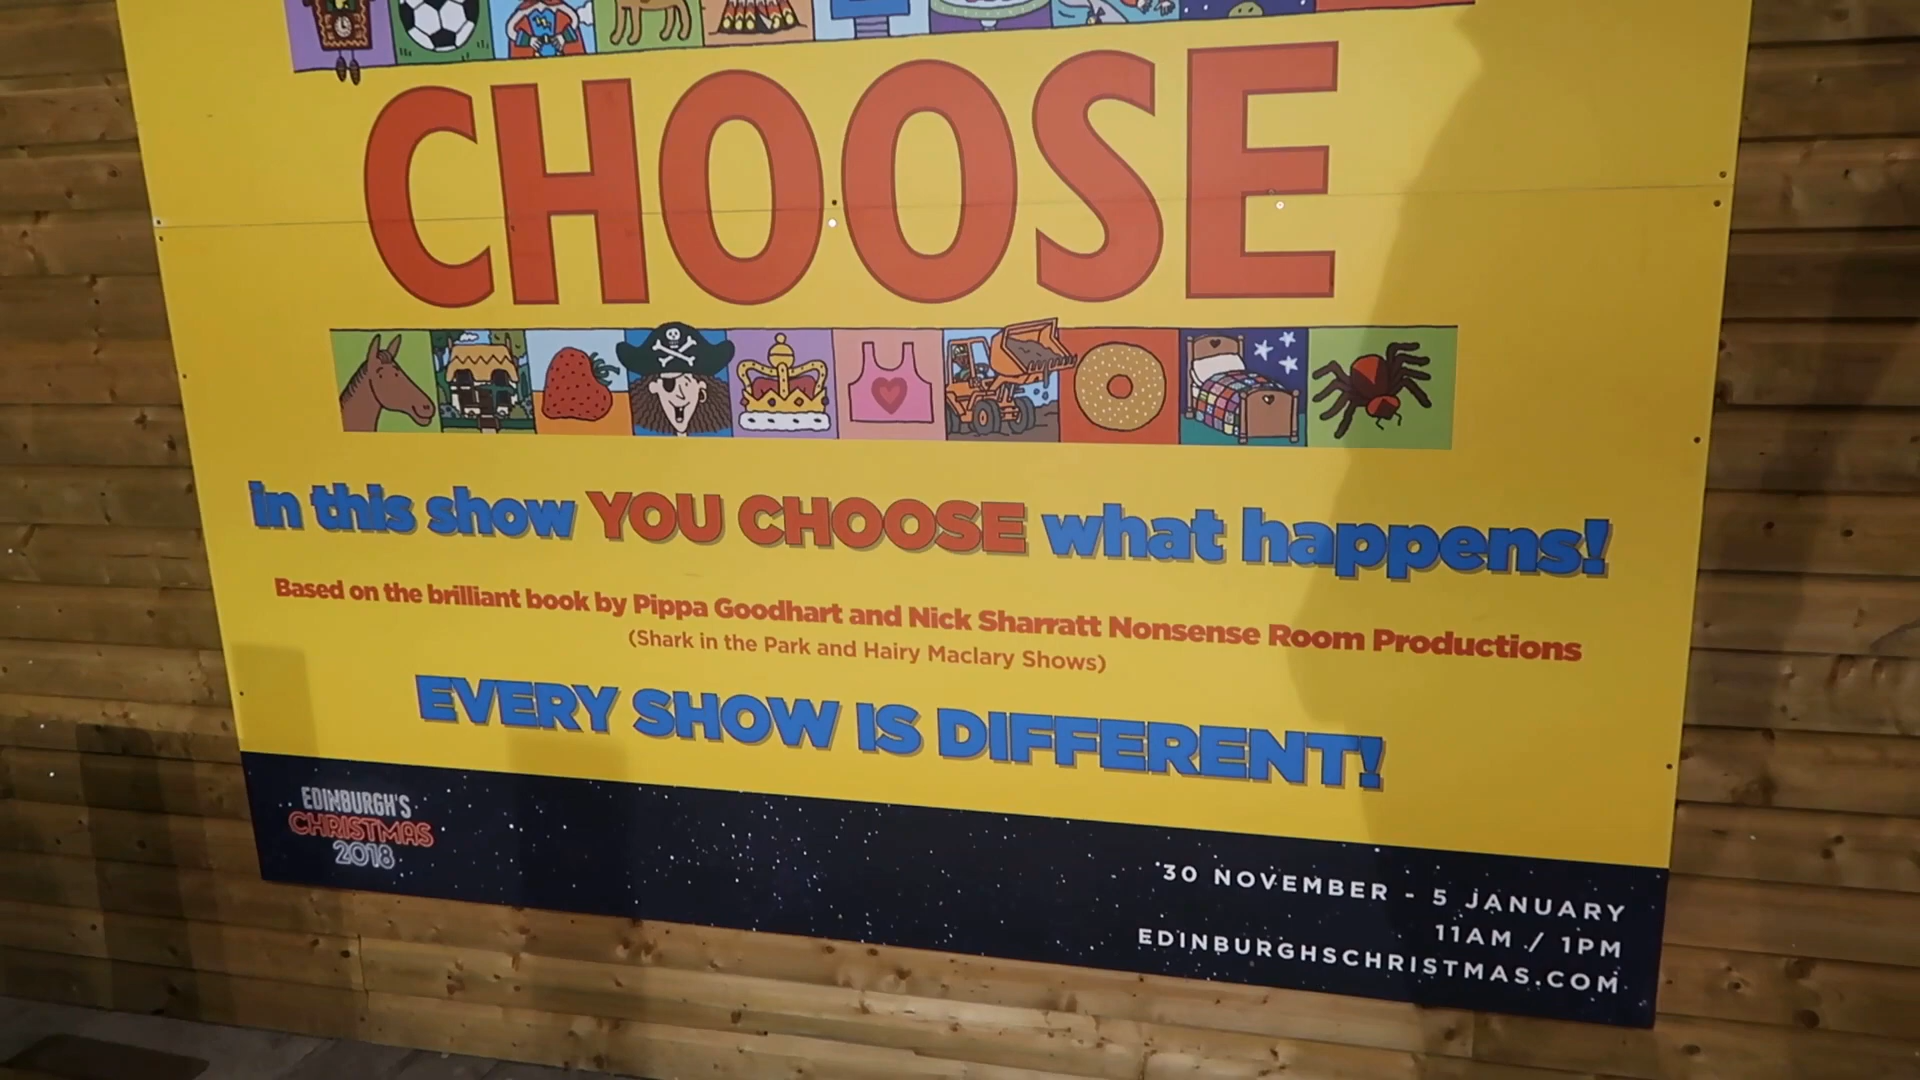 CHOOSE
in this show YOU CHOOSE what happens!
Based on the brilliant book by Pippa Goodhart and Nick Sharratt Nonsense Room Productions
(Shark in the Park and Hairy Maclary Shows)
EVERY SHOW IS DIFFERENT!
EDINBURGH'S
CHRISTMAS
2018
30 NOVEMBER - 5 JANUARY
11AM / 1PM
EDINBURGHSCHRISTMAS.COM